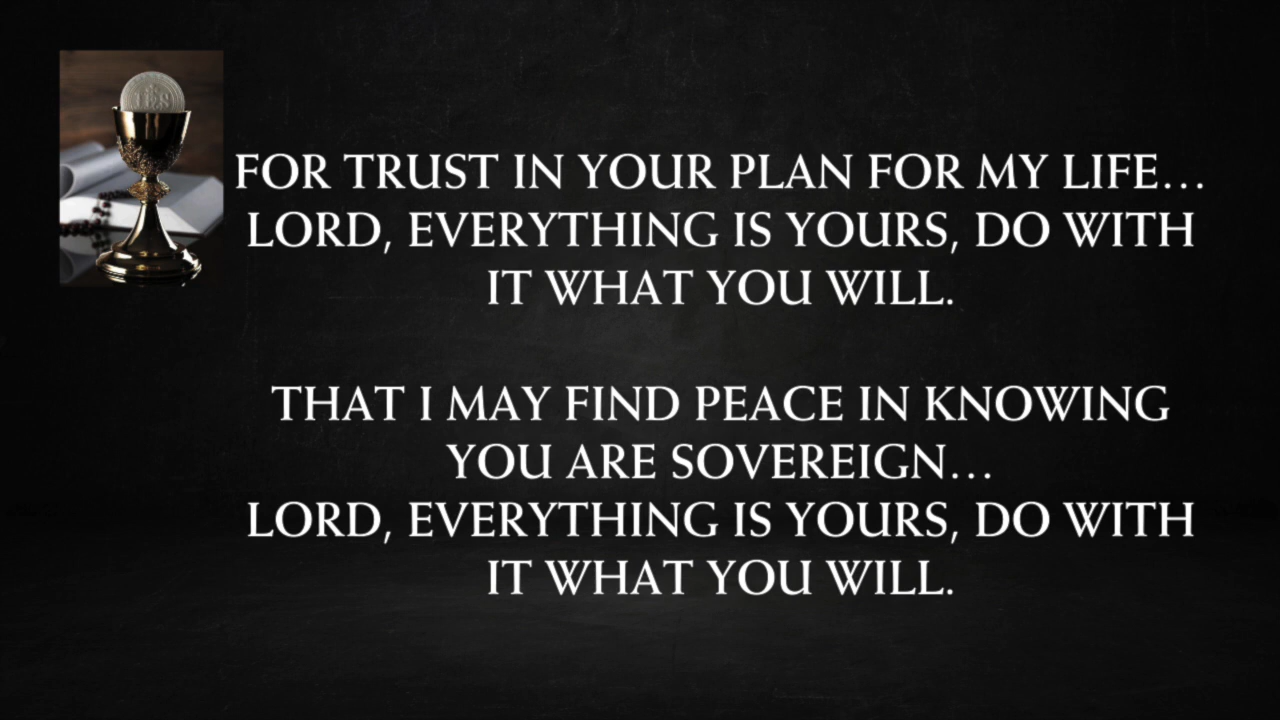 IHS
FOR TRUST IN YOUR PLAN FOR MY LIFE…
LORD, EVERYTHING IS YOURS, DO WITH
IT WHAT YOU WILL.
THAT I MAY FIND PEACE IN KNOWING
YOU ARE SOVEREIGN…
LORD, EVERYTHING IS YOURS, DO WITH
IT WHAT YOU WILL.